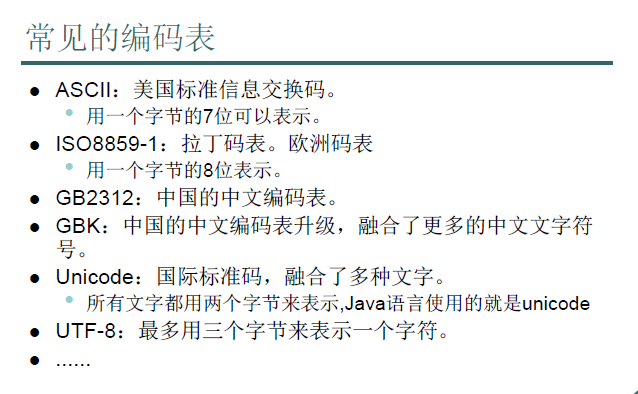 常见的编码表
ASCII：美国标准信息交换码。
用一个字节的7位可以表示。
ISO8859-1：拉丁码表。欧洲码表
用一个字节的8位表示。
GB2312：中国的中文编码表。
GBK：中国的中文编码表升级，融合了更多的中文文字符
号。
Unicode：国际标准码，融合了多种文字。
所有文字都用两个字节来表示,Java语言使用的就是unicode
UTF-8：最多用三个字节来表示一个字符。
......